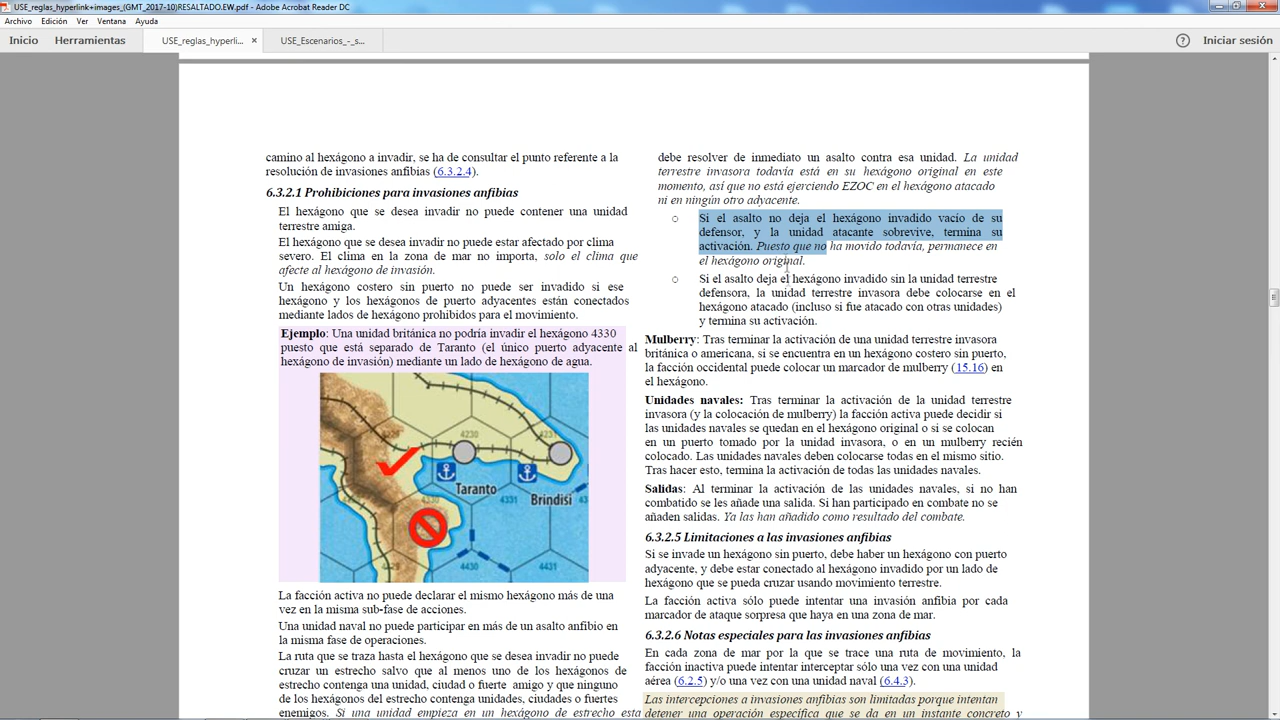 USE_reglas_hyperlink+images_(GMT_2017-10)RESALTADO.EW.pdf - Adobe Acrobat Reader DC
Archivo Edición Ver Ventana Ayuda
Inicio Herramientas USE_reglas_hyperli... × USE_Escenarios_-_s... ? Iniciar sesión
camino al hexágono a invadir, se ha de consultar el punto referente a la
resolución de invasiones anfibias (6.3.2.4).
6.3.2.1 Prohibiciones para invasiones anfibias
El hexágono que se desea invadir no puede contener una unidad
terrestre amiga.
El hexágono que se desea invadir no puede estar afectado por clima
severo. El clima en la zona de mar no importa, solo el clima que
afecte al hexágono de invasión.
Un hexágono costero sin puerto no puede ser invadido si ese
hexágono y los hexágonos de puerto adyacentes están conectados
mediante lados de hexágono prohibidos para el movimiento.
Ejemplo: Una unidad británica no podría invadir el hexágono 4330
puesto que está separado de Taranto (el único puerto adyacente al
hexágono de invasión) mediante un lado de hexágono de agua.
4229
4230
4231
Taranto
Brindisi
4330
4331
4429
4430
4431
La facción activa no puede declarar el mismo hexágono más de una
vez en la misma sub-fase de acciones.
Una unidad naval no puede participar en más de un asalto anfibio en
la misma fase de operaciones.
La ruta que se traza hasta el hexágono que se desea invadir no puede
cruzar un estrecho salvo que al menos uno de los hexágonos de
estrecho contenga una unidad, ciudad o fuerte amigo y que ninguno
de los hexágonos del estrecho contenga unidades, ciudades o fuertes
enemigos. Si una unidad empieza en un hexágono de estrecho esta
debe resolver de inmediato un asalto contra esa unidad. La unidad
terrestre invasora todavía está en su hexágono original en este
momento, así que no está ejerciendo EZOC en el hexágono atacado
ni en ningún otro adyacente.
○ Si el asalto no deja el hexágono invadido vacío de su
defensor, y la unidad atacante sobrevive, termina su
activación. Puesto que no ha movido todavía, permanece en
el hexágono original.
○ Si el asalto deja el hexágono invadido sin la unidad terrestre
defensora, la unidad terrestre invasora debe colocarse en el
hexágono atacado (incluso si fue atacado con otras unidades)
y termina su activación.
Mulberry: Tras terminar la activación de una unidad terrestre invasora
británica o americana, si se encuentra en un hexágono costero sin puerto,
la facción occidental puede colocar un marcador de mulberry (15.16) en
el hexágono.
Unidades navales: Tras terminar la activación de la unidad terrestre
invasora (y la colocación de mulberry) la facción activa puede decidir si
las unidades navales se quedan en el hexágono original o si se colocan
en un puerto tomado por la unidad invasora, o en un mulberry recién
colocado. Las unidades navales deben colocarse todas en el mismo sitio.
Tras hacer esto, termina la activación de todas las unidades navales.
Salidas: Al terminar la activación de las unidades navales, si no han
combatido se les añade una salida. Si han participado en combate no se
añaden salidas. Ya las han añadido como resultado del combate.
6.3.2.5 Limitaciones a las invasiones anfibias
Si se invade un hexágono sin puerto, debe haber un hexágono con puerto
adyacente, y debe estar conectado al hexágono invadido por un lado de
hexágono que se pueda cruzar usando movimiento terrestre.
La facción activa sólo puede intentar una invasión anfibia por cada
marcador de ataque sorpresa que haya en una zona de mar.
6.3.2.6 Notas especiales para las invasiones anfibias
En cada zona de mar por la que se trace una ruta de movimiento, la
facción inactiva puede intentar interceptar sólo una vez con una unidad
aérea (6.2.5) y/o una vez con una unidad naval (6.4.3).
Las intercepciones a invasiones anfibias son limitadas porque intentan
detener una operación específica que se da en un instante concreto y